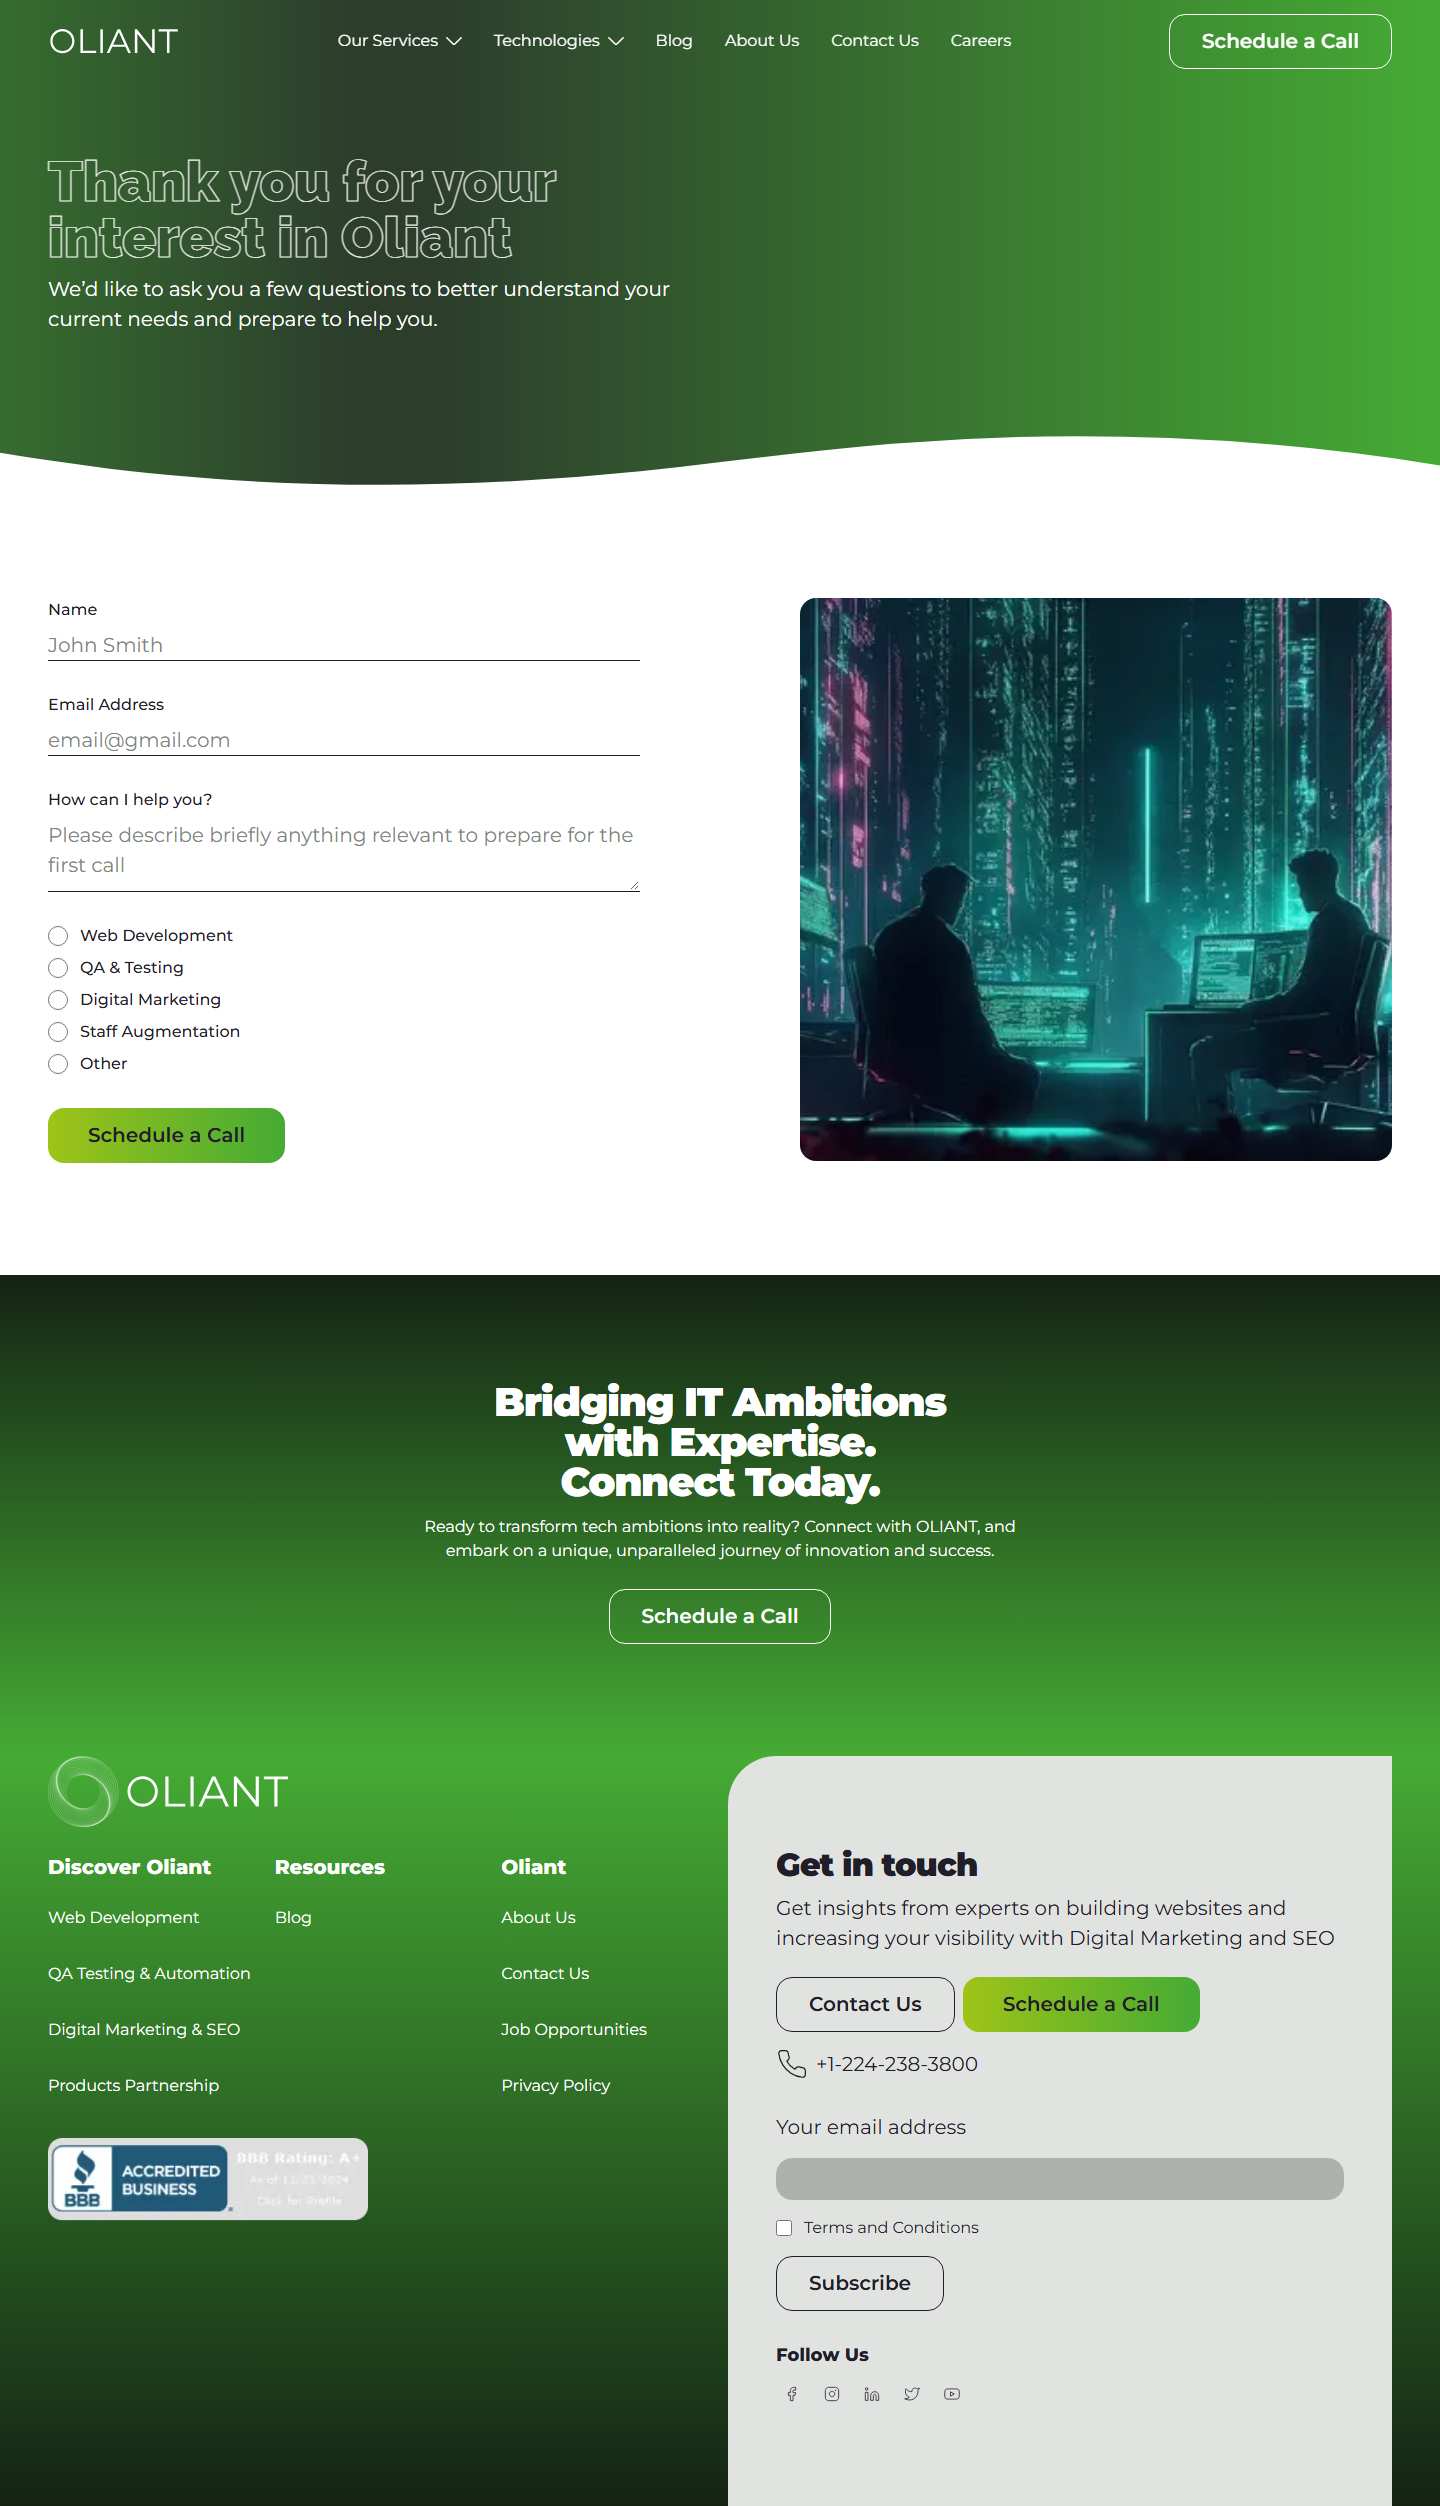 OLIANT
Our Services
Technologies
Blog
About Us
Contact Us
Careers
Schedule a Call
Thank you for your
interest in Oliant
We’d like to ask you a few questions to better understand your
current needs and prepare to help you.
Name
John Smith
Email Address
email@gmail.com
How can I help you?
Please describe briefly anything relevant to prepare for the
first call
Web Development
QA & Testing
Digital Marketing
Staff Augmentation
Other
Schedule a Call
Bridging IT Ambitions
with Expertise.
Connect Today.
Ready to transform tech ambitions into reality? Connect with OLIANT, and
embark on a unique, unparalleled journey of innovation and success.
Schedule a Call
OLIANT
Discover Oliant
Web Development
QA Testing & Automation
Digital Marketing & SEO
Products Partnership
Resources
Blog
Oliant
About Us
Contact Us
Job Opportunities
Privacy Policy
BBB
ACCREDITED
BUSINESS
BBB Rating: A+
Click for Profile
Get in touch
Get insights from experts on building websites and
increasing your visibility with Digital Marketing and SEO
Contact Us
Schedule a Call
+1-224-238-3800
Your email address
Terms and Conditions
Subscribe
Follow Us